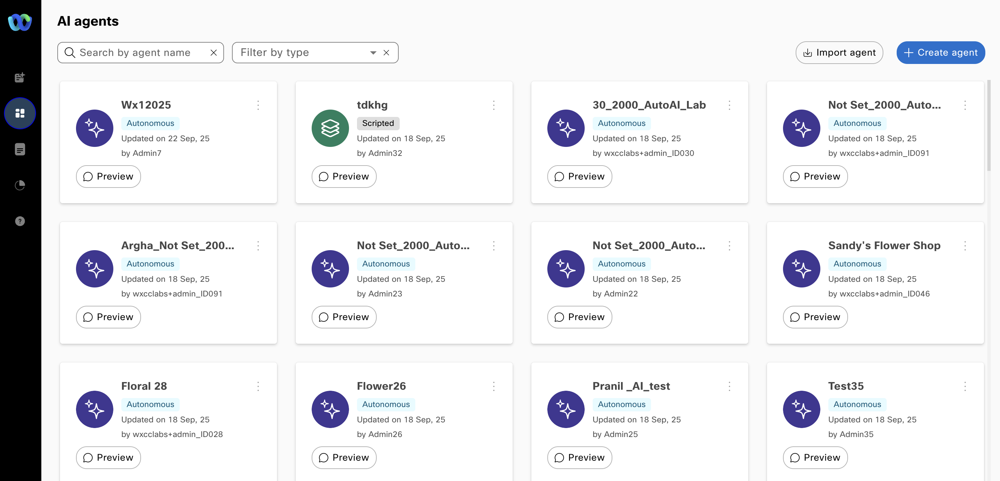 AI agents
Search by agent name
Filter by type
Import agent
Create agent
Wx12025
Autonomous
Updated on 22 Sep, 25
by Admin7
Preview
tdkhg
Scripted
Updated on 18 Sep, 25
by Admin32
Preview
30_2000_AutoAI_Lab
Autonomous
Updated on 18 Sep, 25
by wxcclabs+admin_ID030
Preview
Not Set_2000_Auto...
Autonomous
Updated on 18 Sep, 25
by wxcclabs+admin_ID091
Preview
Argha_Not Set_200...
Autonomous
Updated on 18 Sep, 25
by wxcclabs+admin_ID091
Preview
Not Set_2000_Auto...
Autonomous
Updated on 18 Sep, 25
by Admin23
Preview
Not Set_2000_Auto...
Autonomous
Updated on 18 Sep, 25
by Admin22
Preview
Sandy's Flower Shop
Autonomous
Updated on 18 Sep, 25
by wxcclabs+admin_ID046
Preview
Floral 28
Autonomous
Updated on 18 Sep, 25
by wxcclabs+admin_ID028
Preview
Flower26
Autonomous
Updated on 18 Sep, 25
by Admin26
Preview
Pranil _AI_test
Autonomous
Updated on 18 Sep, 25
by Admin25
Preview
Test35
Autonomous
Updated on 18 Sep, 25
by Admin35
Preview